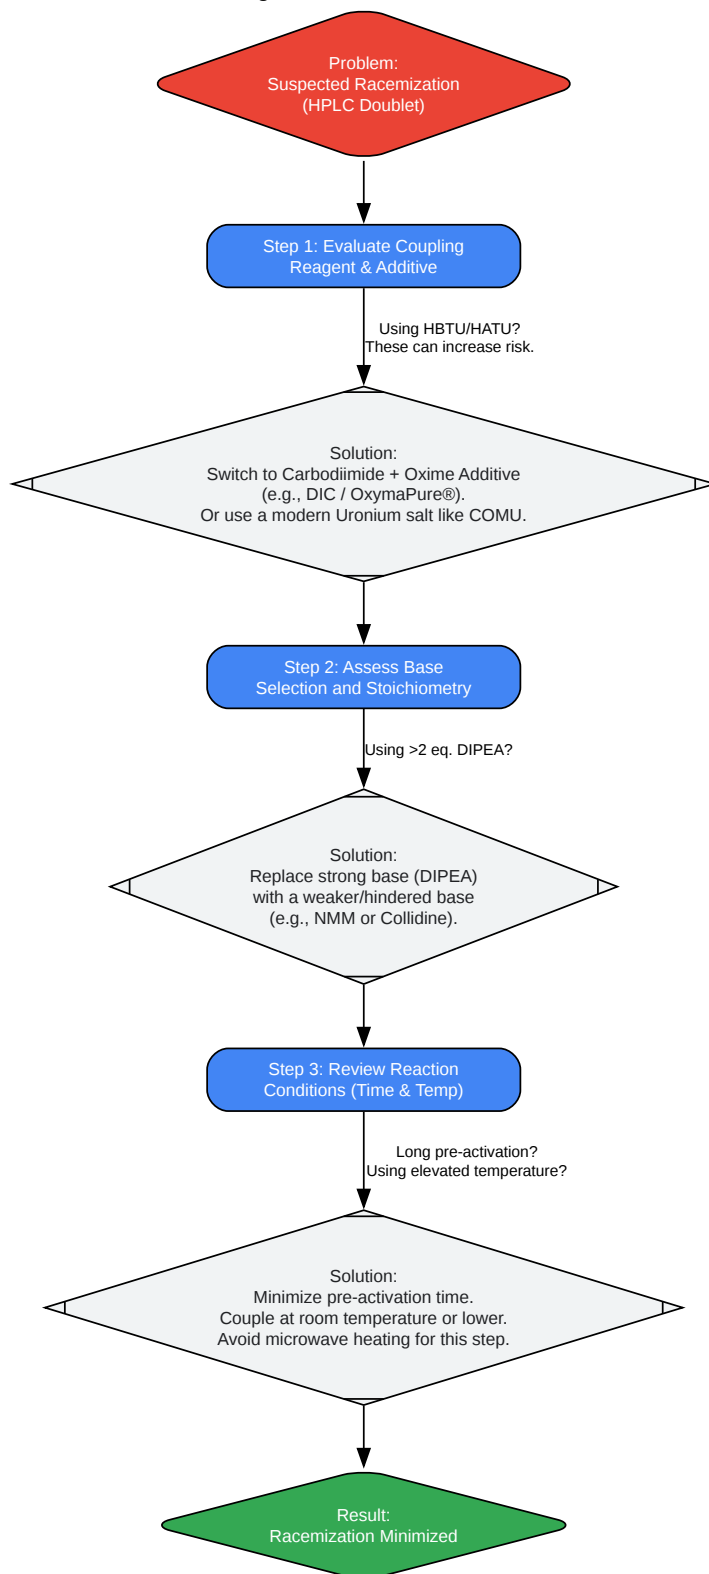 Problem:
Suspected Racemization
(HPLC Doublet)
Step 1: Evaluate Coupling
Reagent & Additive
Using HBTU/HATU?
These can increase risk.
Solution:
Switch to Carbodiimide + Oxime Additive
(e.g., DIC / OxymaPure®).
Or use a modern Uronium salt like COMU.
Step 2: Assess Base
Selection and Stoichiometry
Using >2 eq. DIPEA?
Solution:
Replace strong base (DIPEA)
with a weaker/hindered base
(e.g., NMM or Collidine).
Step 3: Review Reaction
Conditions (Time & Temp)
Long pre-activation?
Using elevated temperature?
Solution:
Minimize pre-activation time.
Couple at room temperature or lower.
Avoid microwave heating for this step.
Result:
Racemization Minimized